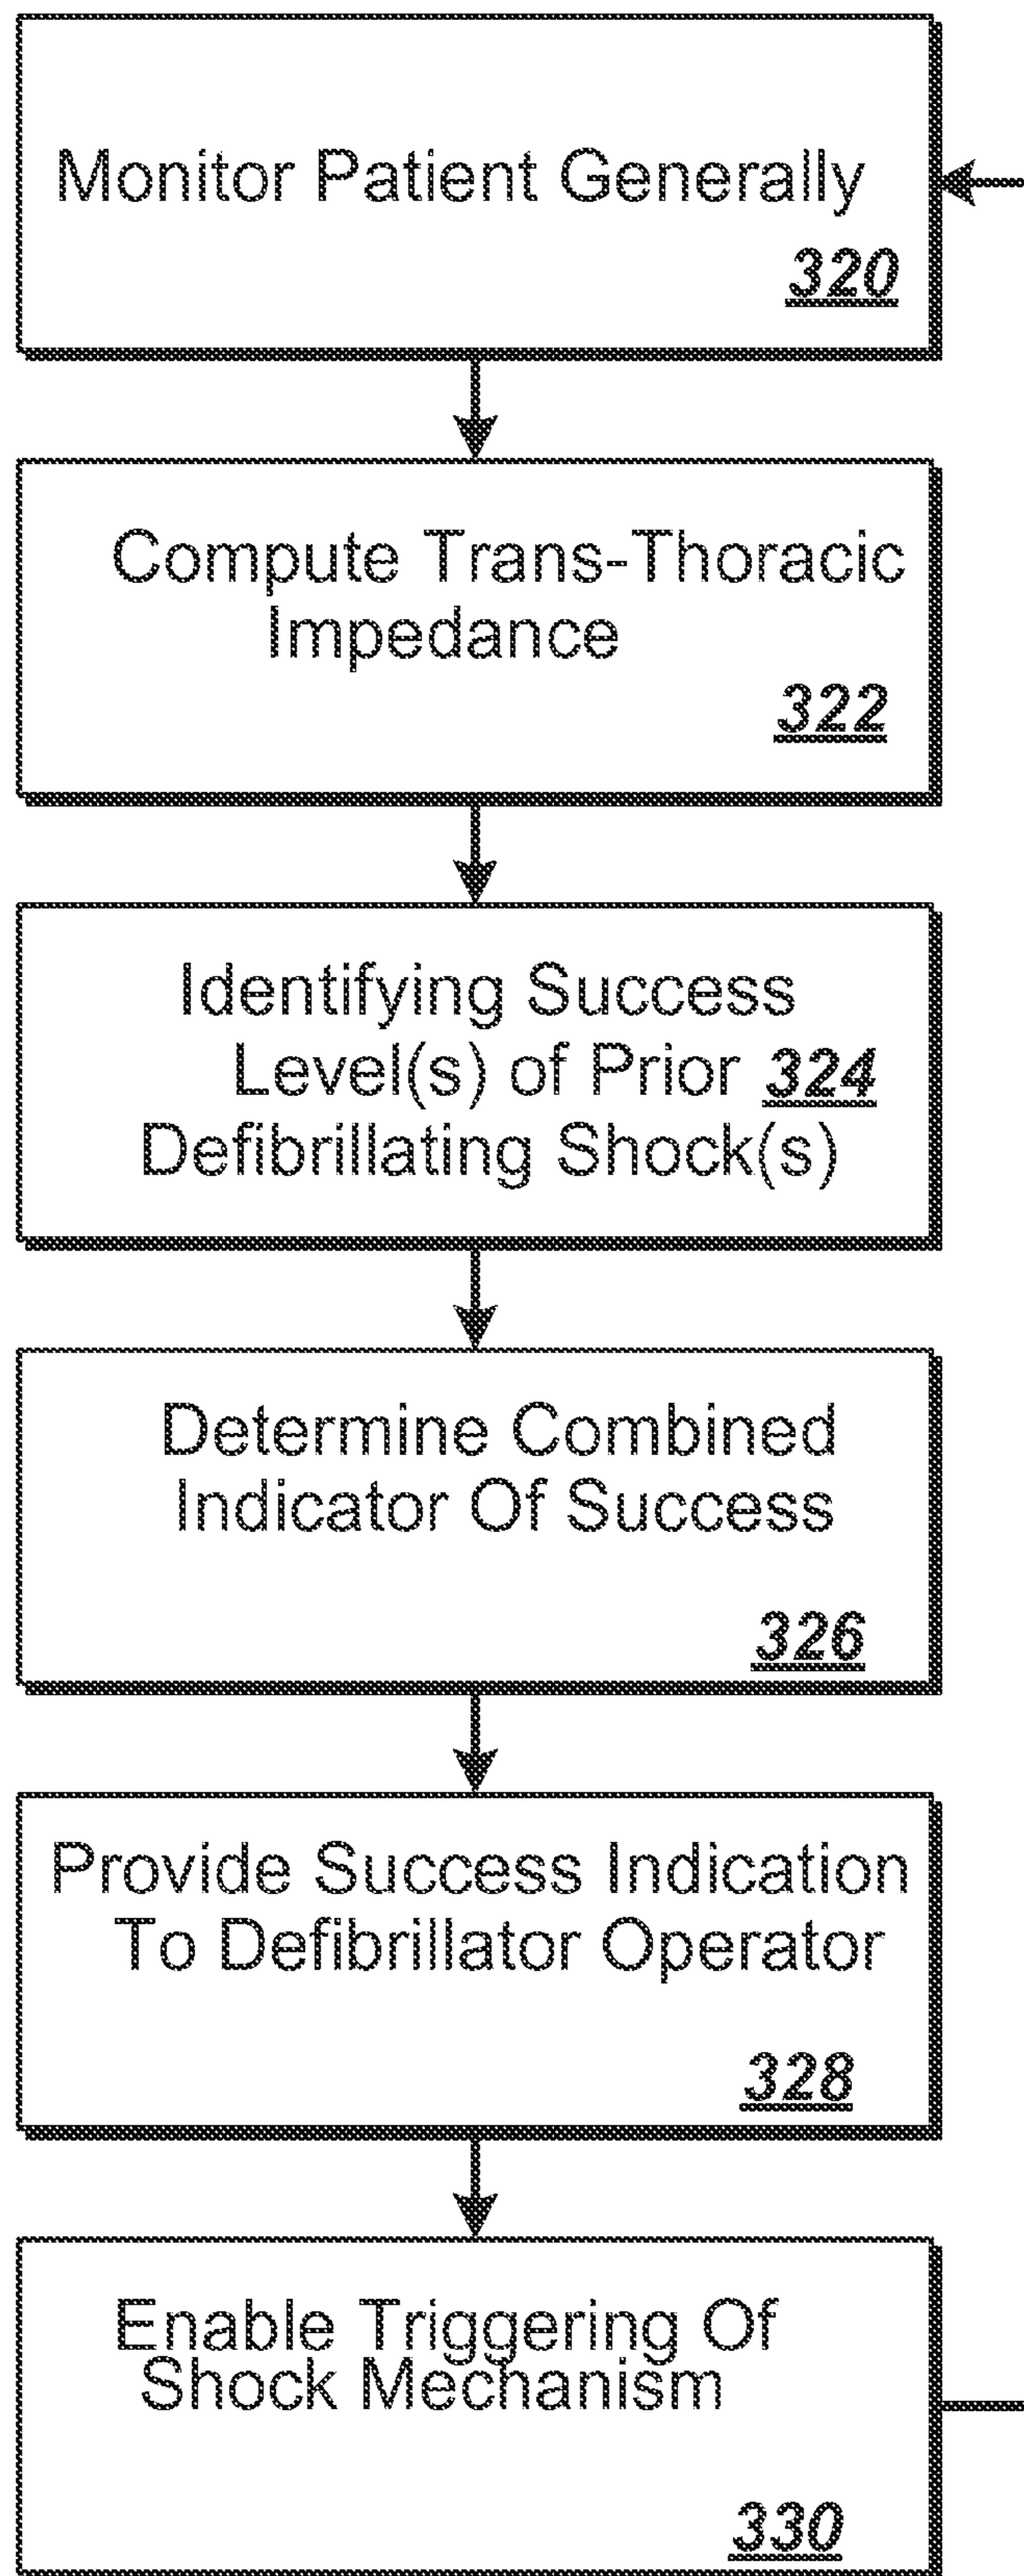 Monitor Patient Generally
320
Compute Trans-Thoracic
Impedance
322
Identifying Success
Level(s) of Prior 324
Defibrillating Shock(s)
Determine Combined
Indicator Of Success
326
Provide Success Indication
To Defibrillator Operator
328
Enable Triggering Of
Shock Mechanism
330